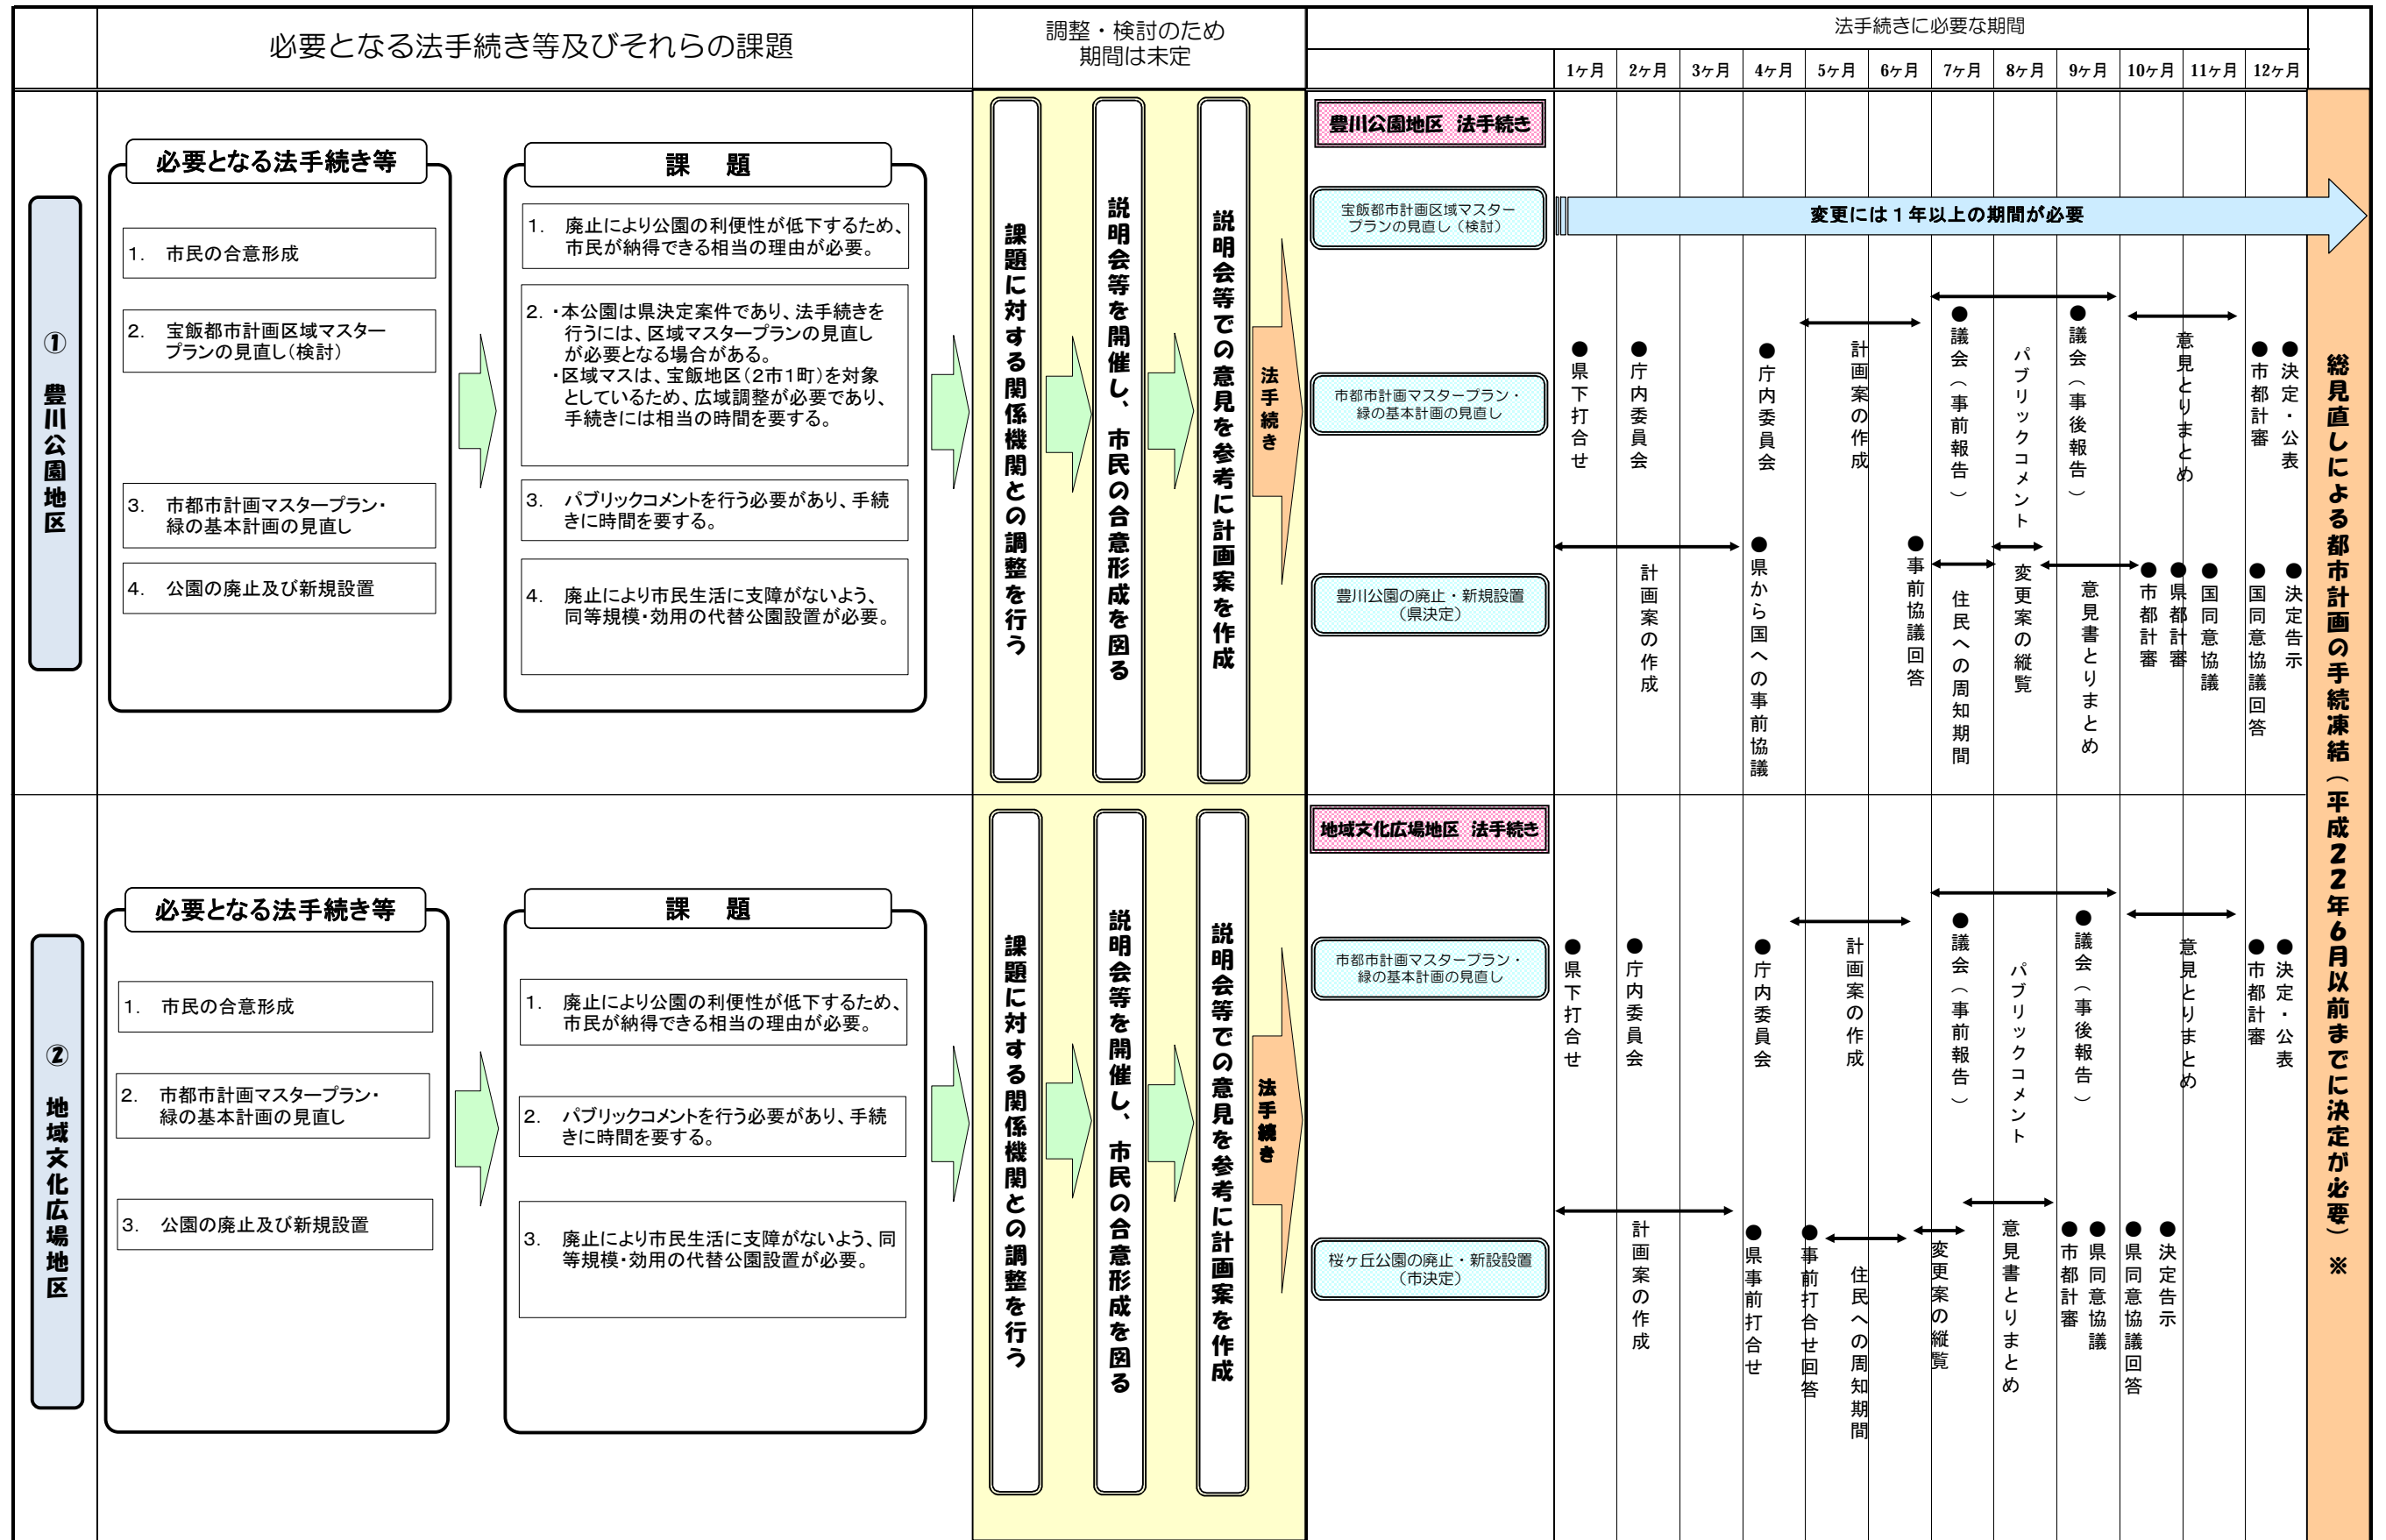 必要となる法手続き等及びそれらの課題
調整・検討のため
期間は未定
法手続きに必要な期間
1ヶ月
2ヶ月
3ヶ月
4ヶ月
5ヶ月
6ヶ月
7ヶ月
8ヶ月
9ヶ月
10ヶ月
11ヶ月
12ヶ月
① 豊川公園地区
必要となる法手続き等
1. 市民の合意形成
2. 宝飯都市計画区域マスター
プランの見直し(検討)
3. 市都市計画マスタープラン・
緑の基本計画の見直し
4. 公園の廃止及び新規設置
課 題
1. 廃止により公園の利便性が低下するため、
市民が納得できる相当の理由が必要。
2. ・本公園は県決定案件であり、法手続きを
行うには、区域マスタープランの見直し
が必要となる場合がある。
・区域マスは、宝飯地区(2市1町)を対象
としているため、広域調整が必要であり、
手続きには相当の時間を要する。
3. パブリックコメントを行う必要があり、手続
きに時間を要する。
4. 廃止により市民生活に支障がないよう、
同等規模・効用の代替公園設置が必要。
課題に対する関係機関との調整を行う
説明会等を開催し、市民の合意形成を図る
説明会等での意見を参考に計画案を作成
法手続き
豊川公園地区 法手続き
宝飯都市計画区域マスター
プランの見直し(検討)
変更には1年以上の期間が必要
市都市計画マスタープラン・
緑の基本計画の見直し
●県下打合せ
●庁内委員会
●庁内委員会
計画案の作成
●議会(事前報告)
パブリックコメント
●議会(事後報告)
意見とりまとめ
●市都計審
●決定・公表
豊川公園の廃止・新規設置
(県決定)
計画案の作成
●県から国への事前協議
●事前協議回答
住民への周知期間
変更案の縦覧
意見書とりまとめ
●市都計審
●県都計審
●国同意協議
●国同意協議回答
●決定告示
② 地域文化広場地区
必要となる法手続き等
1. 市民の合意形成
2. 市都市計画マスタープラン・
緑の基本計画の見直し
3. 公園の廃止及び新規設置
課 題
1. 廃止により公園の利便性が低下するため、
市民が納得できる相当の理由が必要。
2. パブリックコメントを行う必要があり、手続
きに時間を要する。
3. 廃止により市民生活に支障がないよう、同
等規模・効用の代替公園設置が必要。
課題に対する関係機関との調整を行う
説明会等を開催し、市民の合意形成を図る
説明会等での意見を参考に計画案を作成
法手続き
地域文化広場地区 法手続き
市都市計画マスタープラン・
緑の基本計画の見直し
●県下打合せ
●庁内委員会
●庁内委員会
計画案の作成
●議会(事前報告)
パブリックコメント
●議会(事後報告)
意見とりまとめ
●市都計審
●決定・公表
桜ヶ丘公園の廃止・新設設置
(市決定)
計画案の作成
●県事前打合せ
●事前打合せ回答
住民への周知期間
変更案の縦覧
意見書とりまとめ
●市都計審
●県同意協議
●県同意協議回答
●決定告示
総見直しによる都市計画の手続凍結(平成22年6月以前までに決定が必要)※